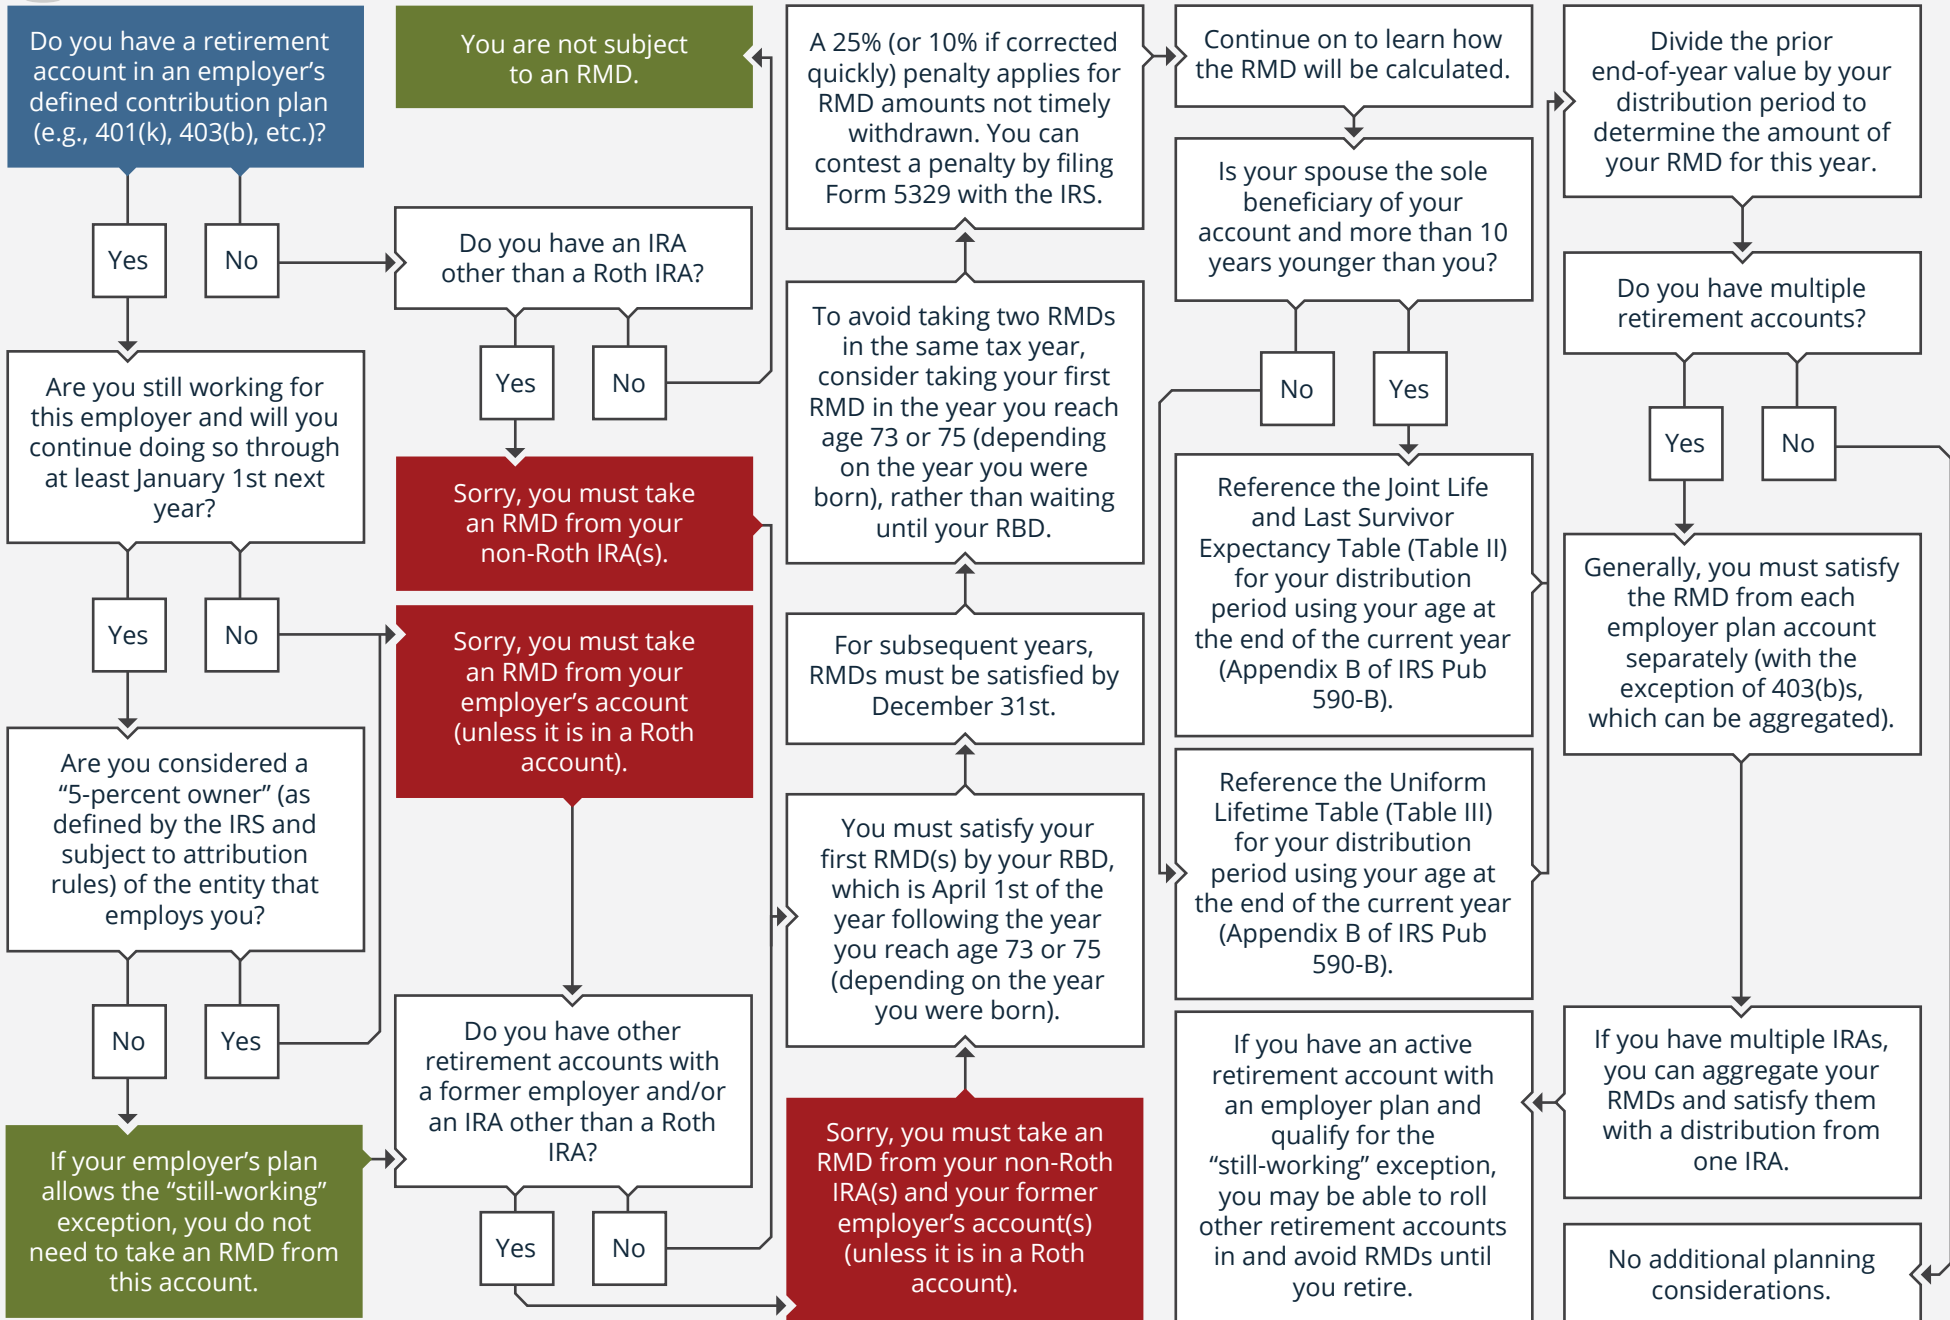 Do you have a retirement
account in an employer's
defined contribution plan
(e.g., 401(k), 403(b), etc.)?
Yes
No
Are you still working for
this employer and will you
continue doing so through
at least January 1st next
year?
Yes
No
Are you considered a
“5-percent owner” (as
defined by the IRS and
subject to attribution
rules) of the entity that
employs you?
No
Yes
If your employer’s plan
allows the “still-working”
exception, you do not
need to take an RMD from
this account.
You are not subject
to an RMD.
Do you have an IRA
other than a Roth IRA?
Yes
No
Sorry, you must take
an RMD from your
non-Roth IRA(s).
Sorry, you must take
an RMD from your
employer’s account
(unless it is in a Roth
account).
Do you have other
retirement accounts with
a former employer and/or
an IRA other than a Roth
IRA?
Yes
No
A 25% (or 10% if corrected
quickly) penalty applies for
RMD amounts not timely
withdrawn. You can
contest a penalty by filing
Form 5329 with the IRS.
To avoid taking two RMDs
in the same tax year,
consider taking your first
RMD in the year you reach
age 73 or 75 (depending
on the year you were
born), rather than waiting
until your RBD.
For subsequent years,
RMDs must be satisfied by
December 31st.
You must satisfy your
first RMD(s) by your RBD,
which is April 1st of the
year following the year
you reach age 73 or 75
(depending on the year
you were born).
Sorry, you must take an
RMD from your non-Roth
IRA(s) and your former
employer’s account(s)
(unless it is in a Roth
account).
Continue on to learn how
the RMD will be calculated.
Is your spouse the sole
beneficiary of your
account and more than 10
years younger than you?
No
Yes
Reference the Joint Life
and Last Survivor
Expectancy Table (Table II)
for your distribution
period using your age at
the end of the current year
(Appendix B of IRS Pub
590-B).
Reference the Uniform
Lifetime Table (Table III)
for your distribution
period using your age at
the end of the current year
(Appendix B of IRS Pub
590-B).
If you have an active
retirement account with
an employer plan and
qualify for the
“still-working” exception,
you may be able to roll
other retirement accounts
in and avoid RMDs until
you retire.
Divide the prior
end-of-year value by your
distribution period to
determine the amount of
your RMD for this year.
Do you have multiple
retirement accounts?
Yes
No
Generally, you must satisfy
the RMD from each
employer plan account
separately (with the
exception of 403(b)s,
which can be aggregated).
If you have multiple IRAs,
you can aggregate your
RMDs and satisfy them
with a distribution from
one IRA.
No additional planning
considerations.